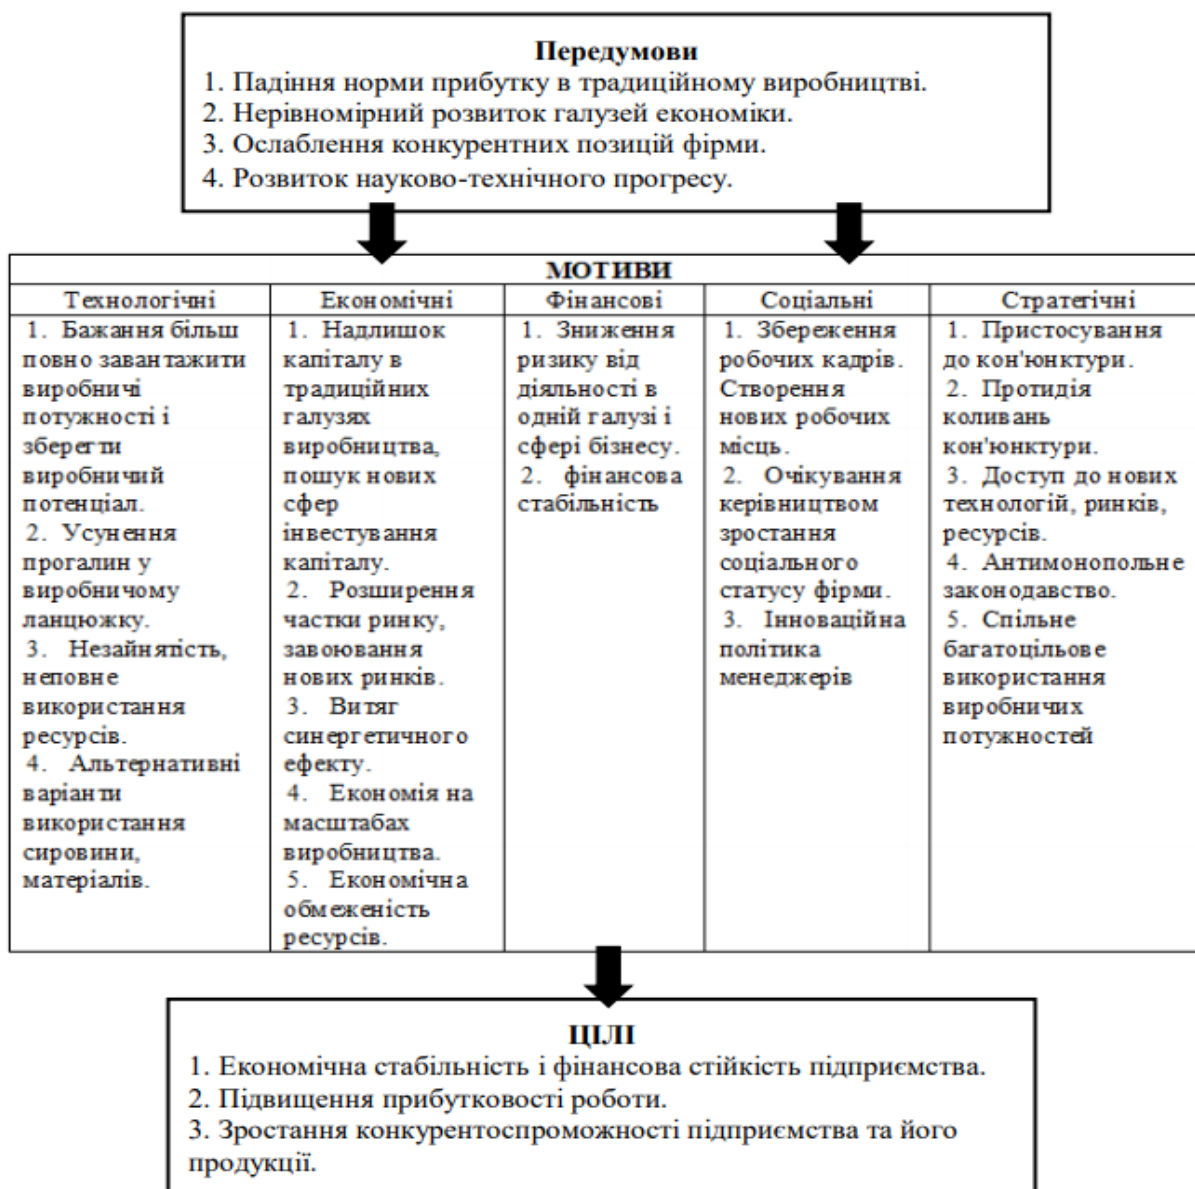 Передумови
1. Падіння норми прибутку в традиційному виробництві.
2. Нерівномірний розвиток галузей економіки.
3. Ослаблення конкурентних позицій фірми.
4. Розвиток науково-технічного прогресу.
МОТИВИ
Технологічні
1. Бажання більш
повно завантажити
виробничі
потужності і
зберегти
виробничий
потенціал.
2. Усунення
прогалин у
виробничому
ланцюжку.
3. Незайнятість,
неповне
використання
ресурсів.
4. Альтернативні
варіанти
використання
сировини,
матеріалів.
Економічні
1. Надлишок
капіталу в
традиційних
галузях
виробництва,
пошук нових
сфер
інвестування
капіталу.
2. Розширення
частки ринку,
завоювання
нових ринків.
3. Витяг
синергетичного
ефекту.
4. Економія на
масштабах
виробництва.
5. Економічна
обмеженість
ресурсів.
Фінансові
1. Зниження
ризику від
діяльності в
одній галузі і
сфері бізнесу.
2. фінансова
стабільність
Соціальні
1. Збереження
робочих кадрів.
Створення
нових робочих
місць.
2. Очікування
керівництвом
зростання
соціального
статусу фірми.
3. Інноваційна
політика
менеджерів
Стратегічні
1. Пристосування
до кон'юнктури.
2. Протидія
коливань
кон'юнктури.
3. Доступ до нових
технологій, ринків,
ресурсів.
4. Антимонопольне
законодавство.
5. Спільне
багатоцільове
використання
виробничих
потужностей
ЦІЛІ
1. Економічна стабільність і фінансова стійкість підприємства.
2. Підвищення прибутковості роботи.
3. Зростання конкурентоспроможності підприємства та його
продукції.